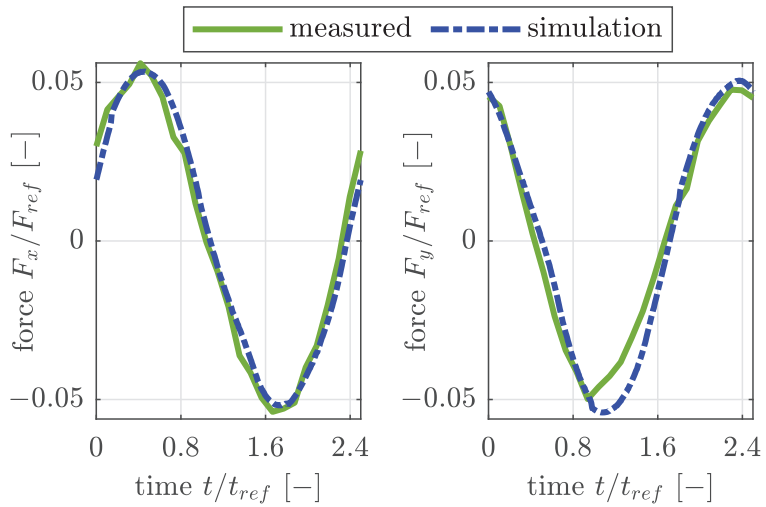 measured simulation
0.05
0
−0.05
force F_x/F_ref [−]
0 0.8 1.6 2.4
time t/t_ref [−]
0.05
0
−0.05
force F_y/F_ref [−]
0 0.8 1.6 2.4
time t/t_ref [−]